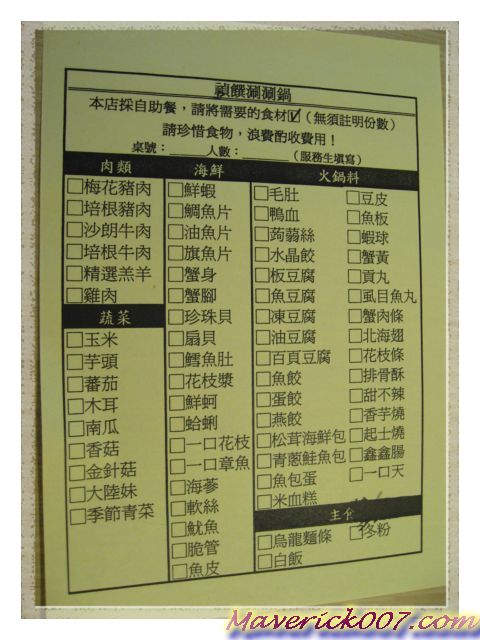 禎饌涮涮鍋
本店採自助餐，請將需要的食材☑（無須註明份數）
請珍惜食物，浪費酌收費用！
桌號：_____人數：______（服務生填寫）
肉類
□梅花豬肉
□培根豬肉
□沙朗牛肉
□培根牛肉
□精選羔羊
□雞肉
蔬菜
□玉米
□芋頭
□蕃茄
□木耳
□南瓜
□香菇
□金針菇
□大陸妹
□季節青菜
海鮮
□鮮蝦
□鯛魚片
□油魚片
□旗魚片
□蟹身
□蟹腳
□珍珠貝
□扇貝
□鱈魚肚
□花枝漿
□鮮蚵
□蛤蜊
□一口花枝
□一口章魚
□海蔘
□軟絲
□魷魚
□脆管
□魚皮
火鍋料
□毛肚
□鴨血
□蒟蒻絲
□水晶餃
□板豆腐
□魚豆腐
□凍豆腐
□油豆腐
□百頁豆腐
□魚餃
□蛋餃
□燕餃
□松茸海鮮包
□青蔥鮭魚包
□魚包蛋
□米血糕
□豆皮
□魚板
□蝦球
□蟹黃
□貢丸
□虱目魚丸
□蟹肉條
□北海翅
□花枝條
□排骨酥
□甜不辣
□香芋燒
□起士燒
□鑫鑫腸
□一口天
主食
□烏龍麵條
□冬粉
□白飯
Maverick007.com